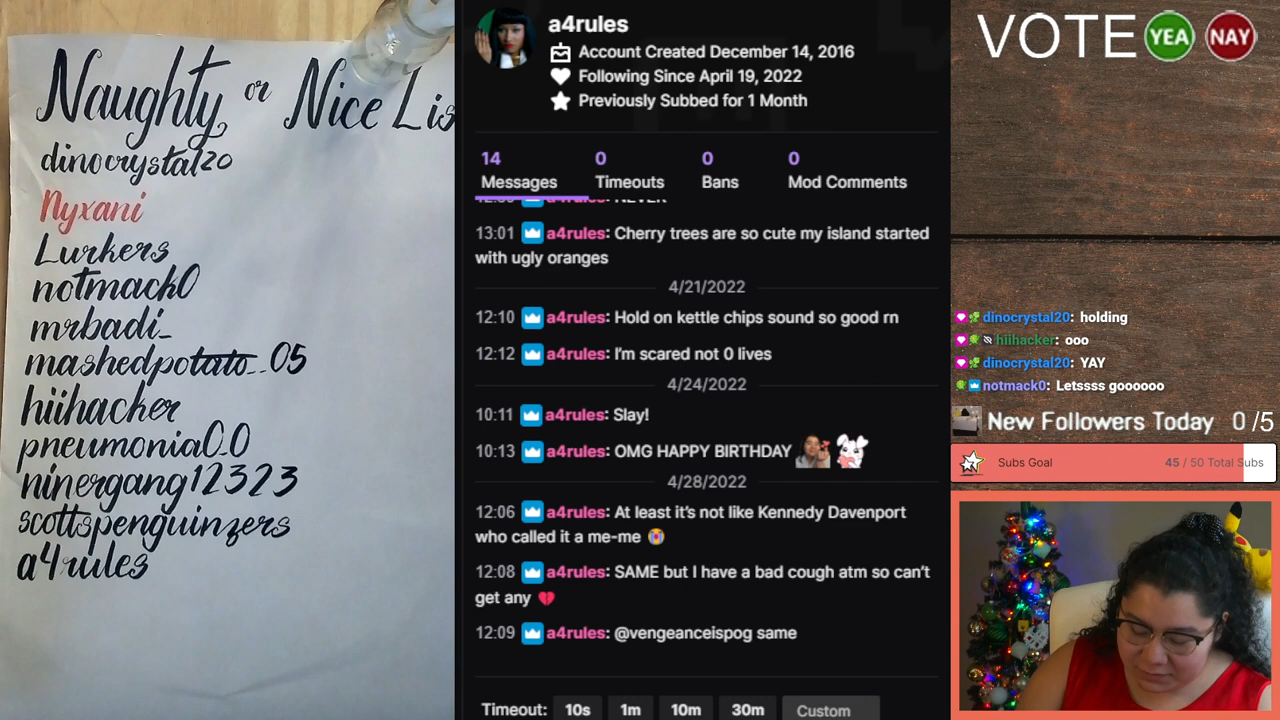 Naughty or Nice Lis
dinocrystal20
Nyxani
Lurkers
notmack0
mrbadi_
mashedpotato_05
hiihacker
pneumonia0_0
ninergang12323
scottspenguinzers
a4rules
a4rules
Account Created December 14, 2016
Following Since April 19, 2022
Previously Subbed for 1 Month
14 0 0 0
Messages Timeouts Bans Mod Comments
a4rules: NEVER
13:01 a4rules: Cherry trees are so cute my island started
with ugly oranges
4/21/2022
12:10 a4rules: Hold on kettle chips sound so good rn
12:12 a4rules: I'm scared not 0 lives
4/24/2022
10:11 a4rules: Slay!
10:13 a4rules: OMG HAPPY BIRTHDAY
4/28/2022
12:06 a4rules: At least it's not like Kennedy Davenport
who called it a me-me
12:08 a4rules: SAME but I have a bad cough atm so can't
get any
12:09 a4rules: @vengeanceispog same
Timeout: 10s 1m 10m 30m Custom
VOTE YEA NAY
dinocrystal20: holding
hiihacker: ooo
dinocrystal20: YAY
notmack0: Letssss goooooo
New Followers Today 0 /5
Subs Goal 45 / 50 Total Subs